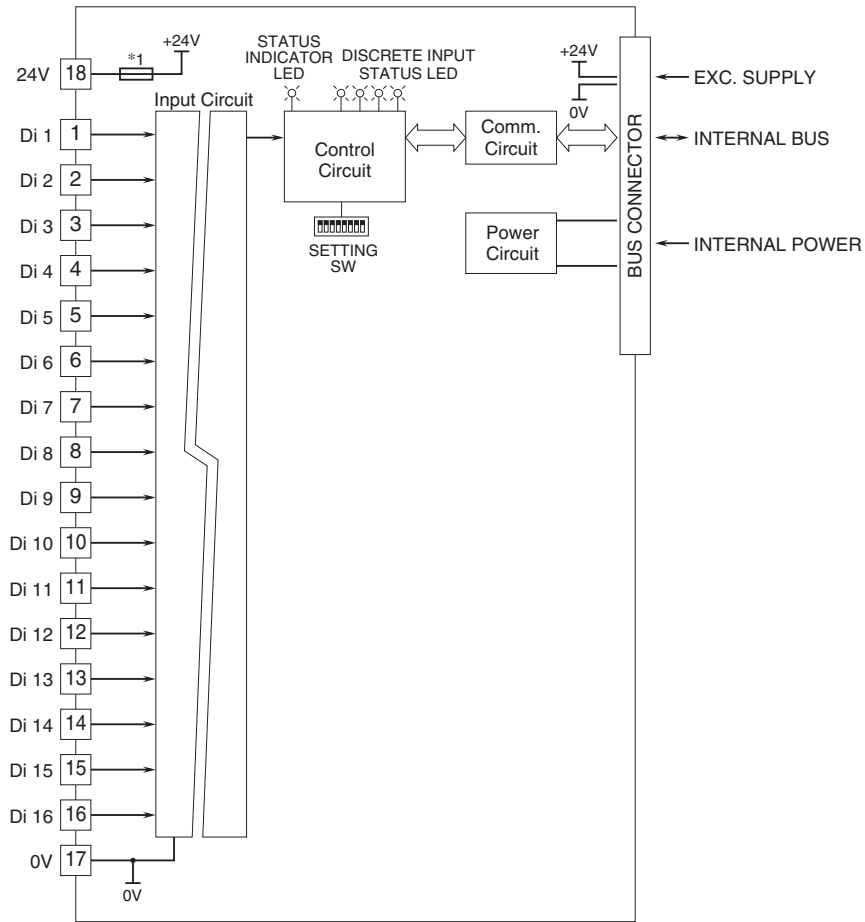 +24V
*1
24V 18
STATUS
INDICATOR
LED
DISCRETE INPUT
STATUS LED
+24V
0V
EXC. SUPPLY
Input Circuit
Di 1 1
Di 2 2
Di 3 3
Di 4 4
Di 5 5
Di 6 6
Di 7 7
Di 8 8
Di 9 9
Di 10 10
Di 11 11
Di 12 12
Di 13 13
Di 14 14
Di 15 15
Di 16 16
0V 17
0V
Control
Circuit
SETTING
SW
Comm.
Circuit
Power
Circuit
BUS CONNECTOR
INTERNAL BUS
INTERNAL POWER